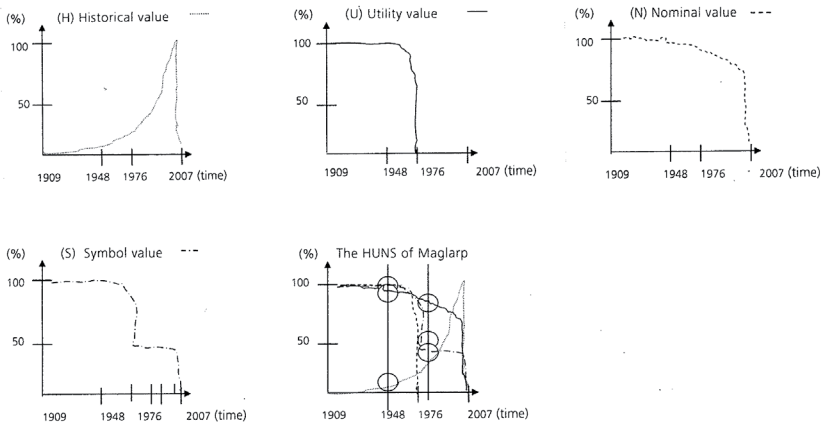 (%) (H) Historical value
100
50
1909 1948 1976 2007 (time)
(%) (U) Utility value
100
50
1909 1948 1976 2007 (time)
(%) (N) Nominal value
100
50
1909 1948 1976 2007 (time)
(%) (S) Symbol value
100
50
1909 1948 1976 2007 (time)
(%) The HUNS of Maglarp
100
50
1909 1948 1976 2007 (time)